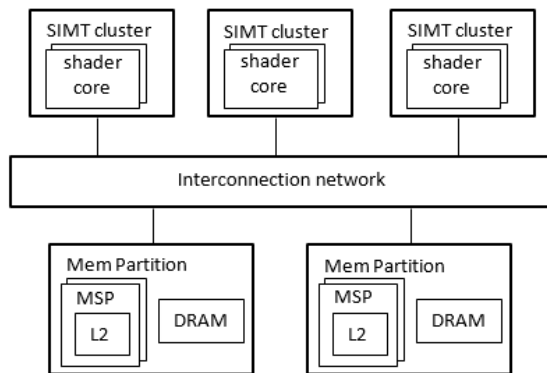 SIMT cluster
shader
core
SIMT cluster
shader
core
SIMT cluster
shader
core
Interconnection network
Mem Partition
MSP
L2
DRAM
Mem Partition
MSP
L2
DRAM